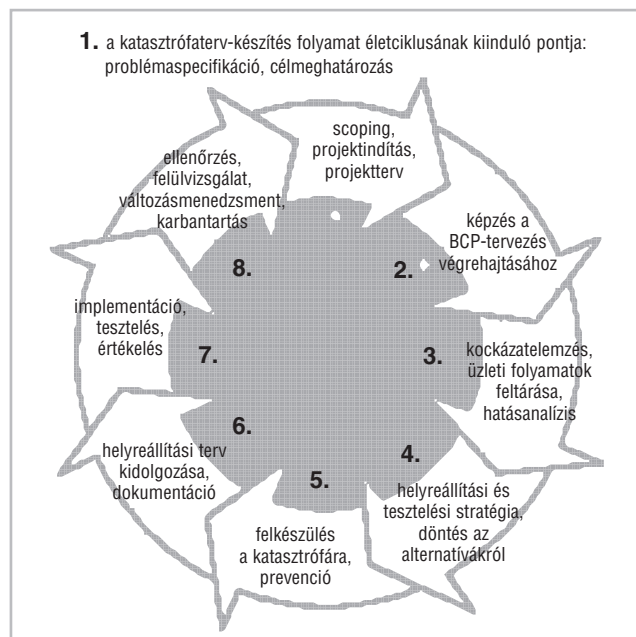 1. a katasztrófaterv-készítés folyamat életciklusának kiinduló pontja:
problémaspecifikáció, célmeghatározás
scoping,
projektindítás,
projektterv
2.
képzés a
BCP-tervezés
végrehajtásához
3.
kockázatelemzés,
üzleti folyamatok
feltárása,
hatásanalízis
4.
helyreállítási és
tesztelési stratégia,
döntés az
alternatívákról
5.
felkészülés
a katasztrófára,
prevenció
6.
helyreállítási terv
kidolgozása,
dokumentáció
7.
implementáció,
tesztelés,
értékelés
8.
ellenőrzés,
felülvizsgálat,
változásmenedzsment,
karbantartás